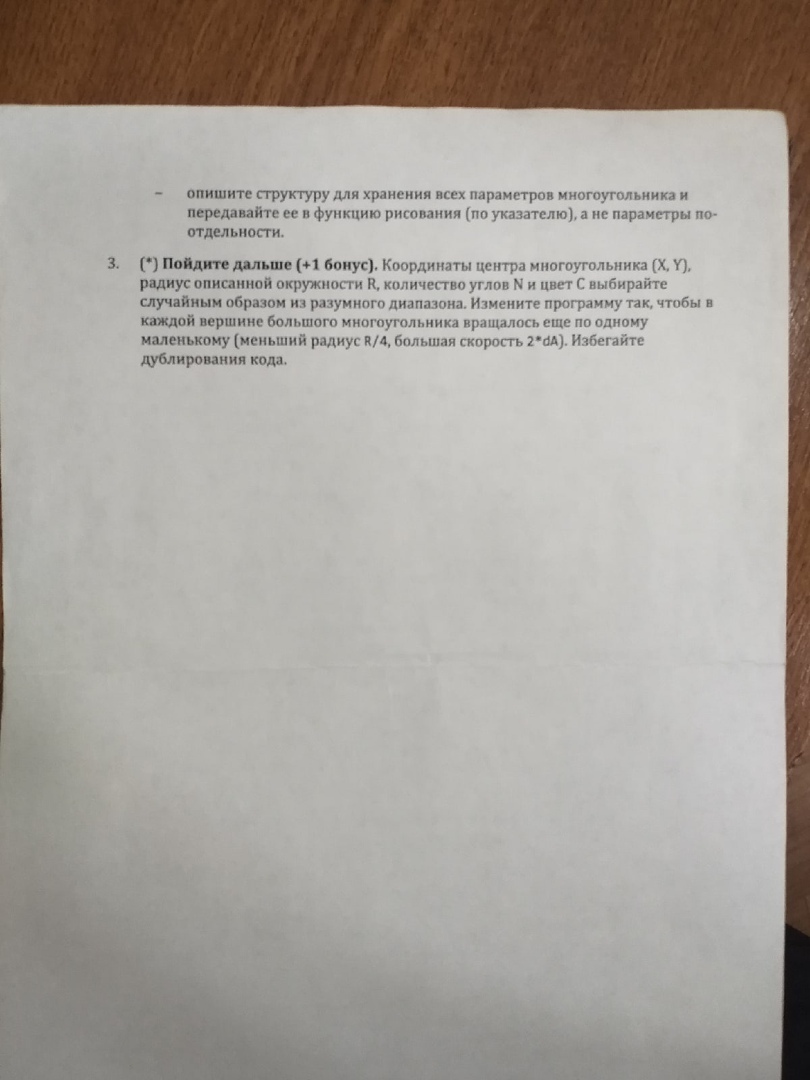 – опишите структуру для хранения всех параметров многоугольника и
передавайте ее в функцию рисования (по указателю), а не параметры по-
отдельности.
3. (*) Пойдите дальше (+1 бонус). Координаты центра многоугольника (X, Y),
радиус описанной окружности R, количество углов N и цвет C выбирайте
случайным образом из разумного диапазона. Измените программу так, чтобы в
каждой вершине большого многоугольника вращалось еще по одному
маленькому (меньший радиус R/4, большая скорость 2*dA). Избегайте
дублирования кода.